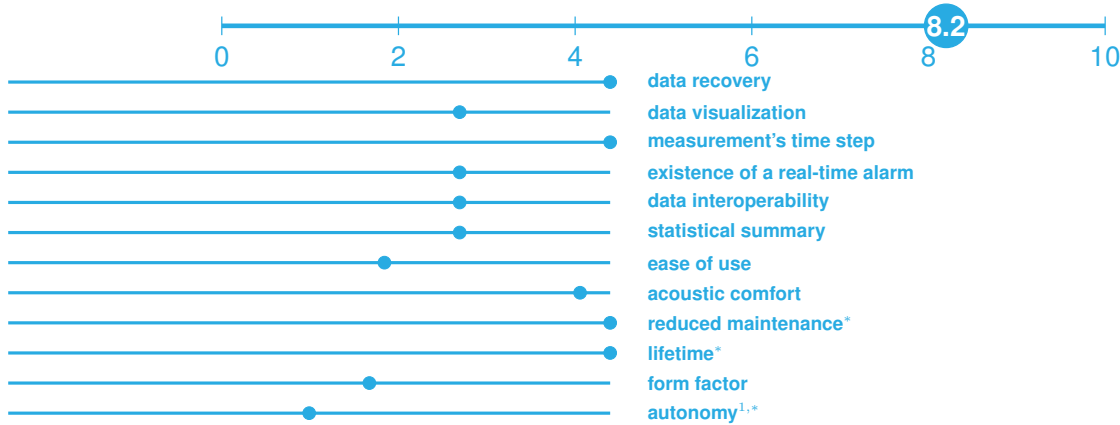 8.2
0 2 4 6 8 10
data recovery
data visualization
measurement's time step
existence of a real-time alarm
data interoperability
statistical summary
ease of use
acoustic comfort
reduced maintenance*
lifetime*
form factor
autonomy1,*